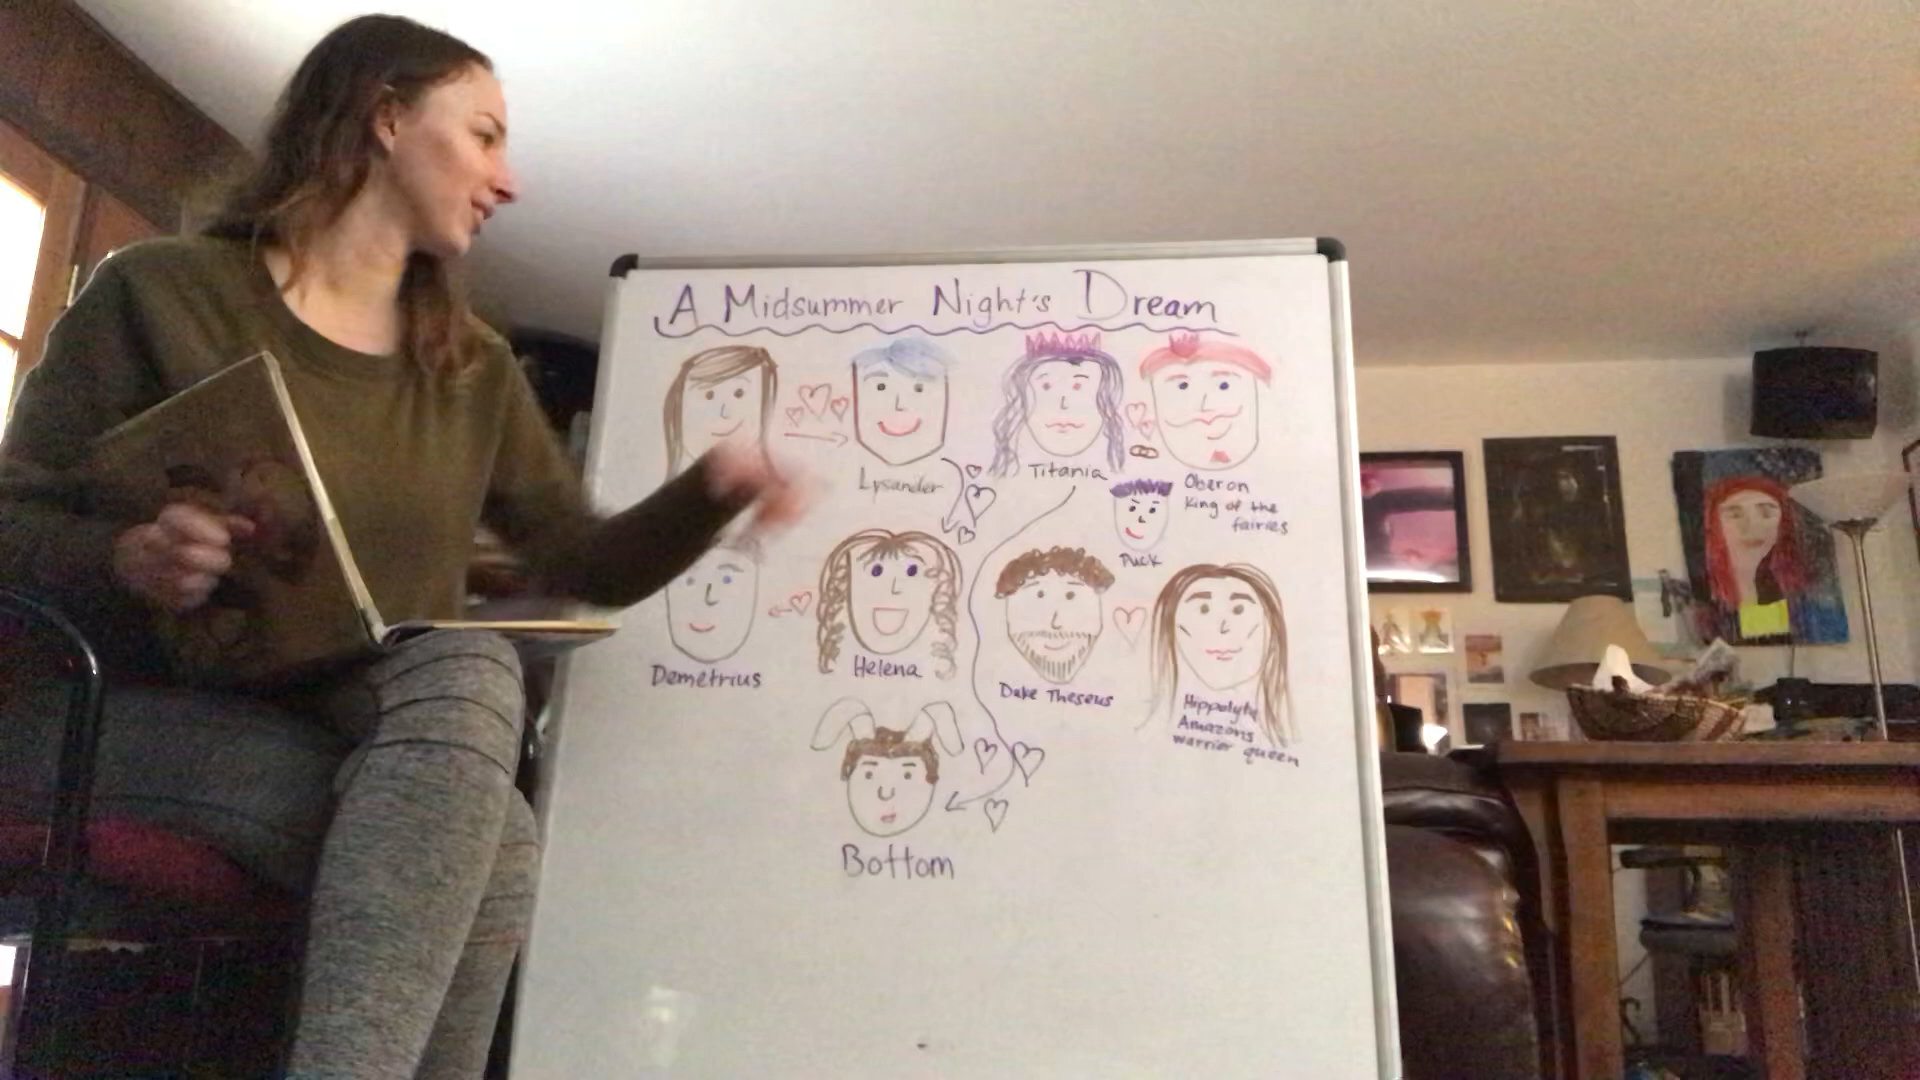 A Midsummer Night's Dream
Lysander
Titania
Oberon
King of the
fairies
Puck
Demetrius
Helena
Duke Theseus
Hippolyta
Amazons
warrior queen
Bottom